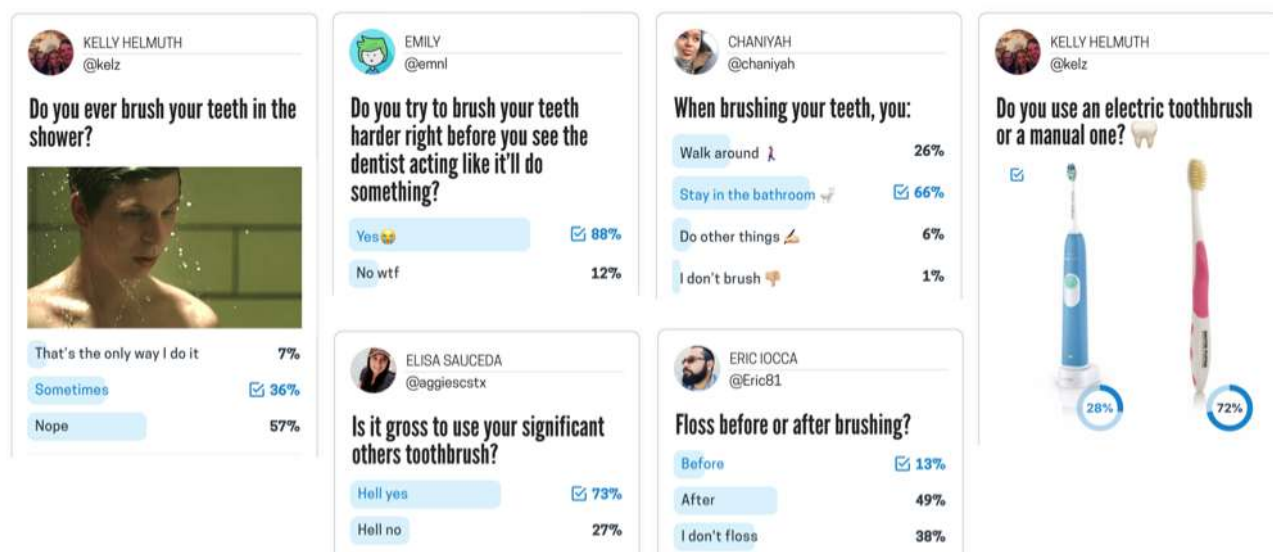 KELLY HELMUTH
@kelz
Do you ever brush your teeth in the
shower?
That's the only way I do it 7%
Sometimes 36%
Nope 57%
EMILY
@emnl
Do you try to brush your teeth
harder right before you see the
dentist acting like it'll do
something?
Yes 88%
No wtf 12%
CHANIYAH
@chaniyah
When brushing your teeth, you:
Walk around 26%
Stay in the bathroom 66%
Do other things 6%
I don't brush 1%
KELLY HELMUTH
@kelz
Do you use an electric toothbrush
or a manual one?
28%
72%
ELISA SAUCEDA
@aggiescstx
Is it gross to use your significant
others toothbrush?
Hell yes 73%
Hell no 27%
ERIC IOCCA
@Eric81
Floss before or after brushing?
Before 13%
After 49%
I don't floss 38%